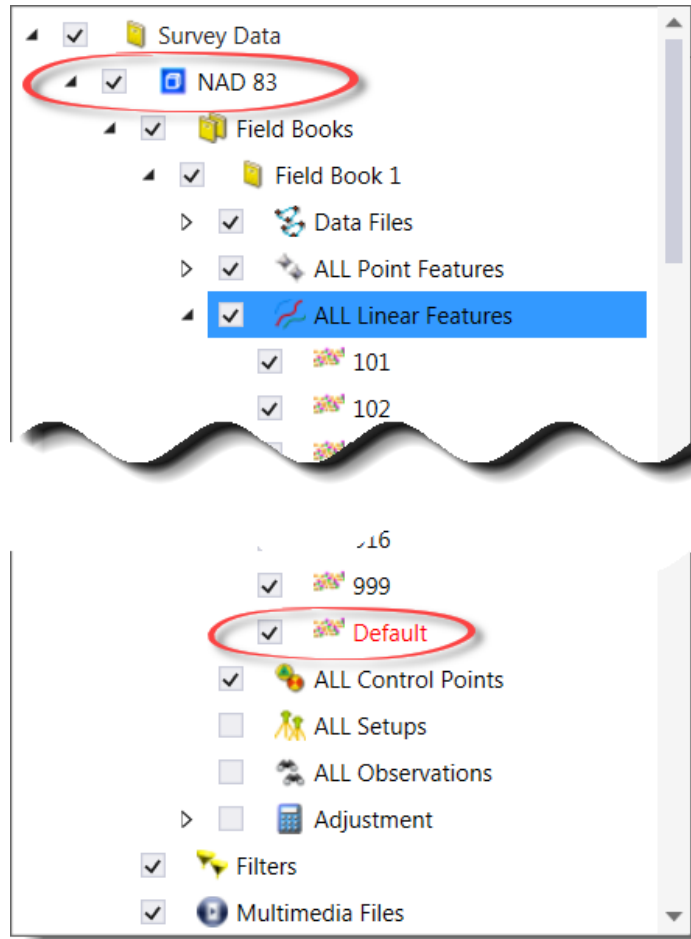 Survey Data
NAD 83
Field Books
Field Book 1
Data Files
ALL Point Features
ALL Linear Features
101
102
999
Default
ALL Control Points
ALL Setups
ALL Observations
Adjustment
Filters
Multimedia Files